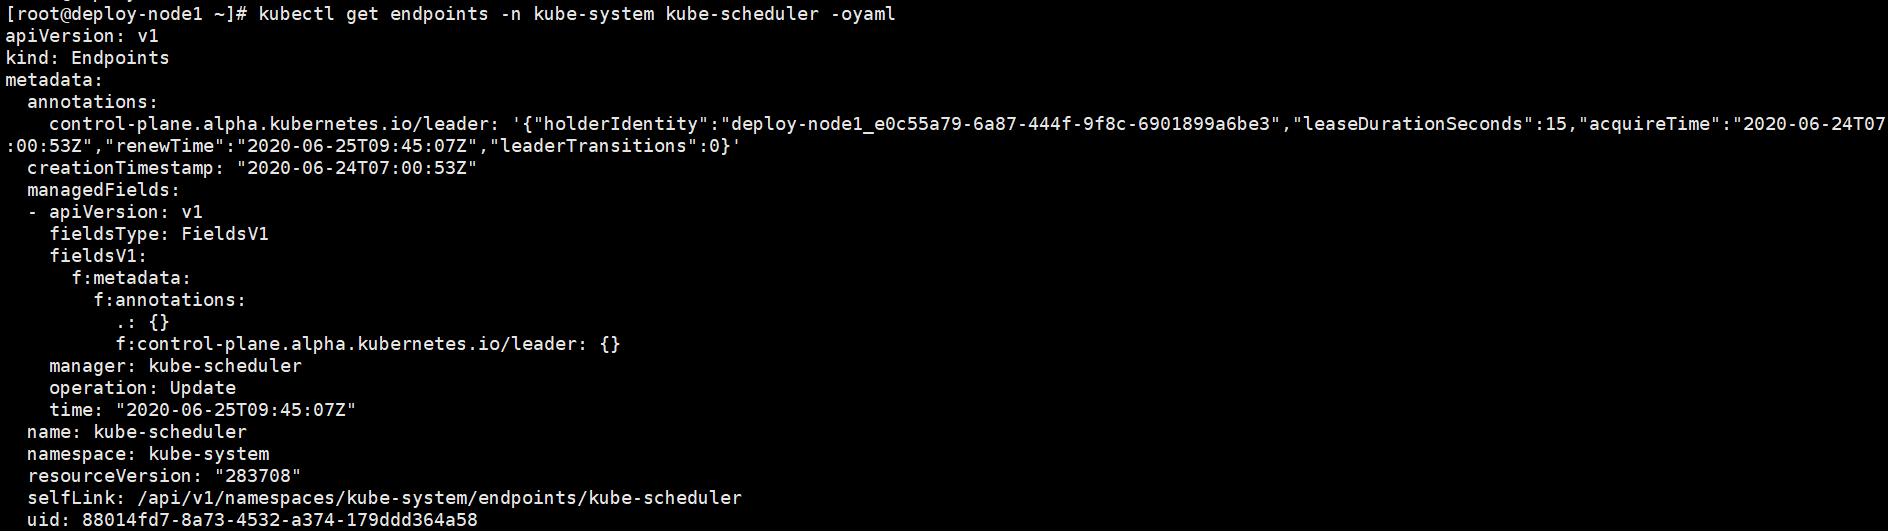 [root@deploy-node1 ~]# kubectl get endpoints -n kube-system kube-scheduler -oyaml
apiVersion: v1
kind: Endpoints
metadata:
  annotations:
    control-plane.alpha.kubernetes.io/leader: '{"holderIdentity":"deploy-node1_e0c55a79-6a87-444f-9f8c-6901899a6be3","leaseDurationSeconds":15,"acquireTime":"2020-06-24T07
:00:53Z","renewTime":"2020-06-25T09:45:07Z","leaderTransitions":0}'
  creationTimestamp: "2020-06-24T07:00:53Z"
  managedFields:
  - apiVersion: v1
    fieldsType: FieldsV1
    fieldsV1:
      f:metadata:
        f:annotations:
          .: {}
          f:control-plane.alpha.kubernetes.io/leader: {}
    manager: kube-scheduler
    operation: Update
    time: "2020-06-25T09:45:07Z"
  name: kube-scheduler
  namespace: kube-system
  resourceVersion: "283708"
  selfLink: /api/v1/namespaces/kube-system/endpoints/kube-scheduler
  uid: 88014fd7-8a73-4532-a374-179ddd364a58